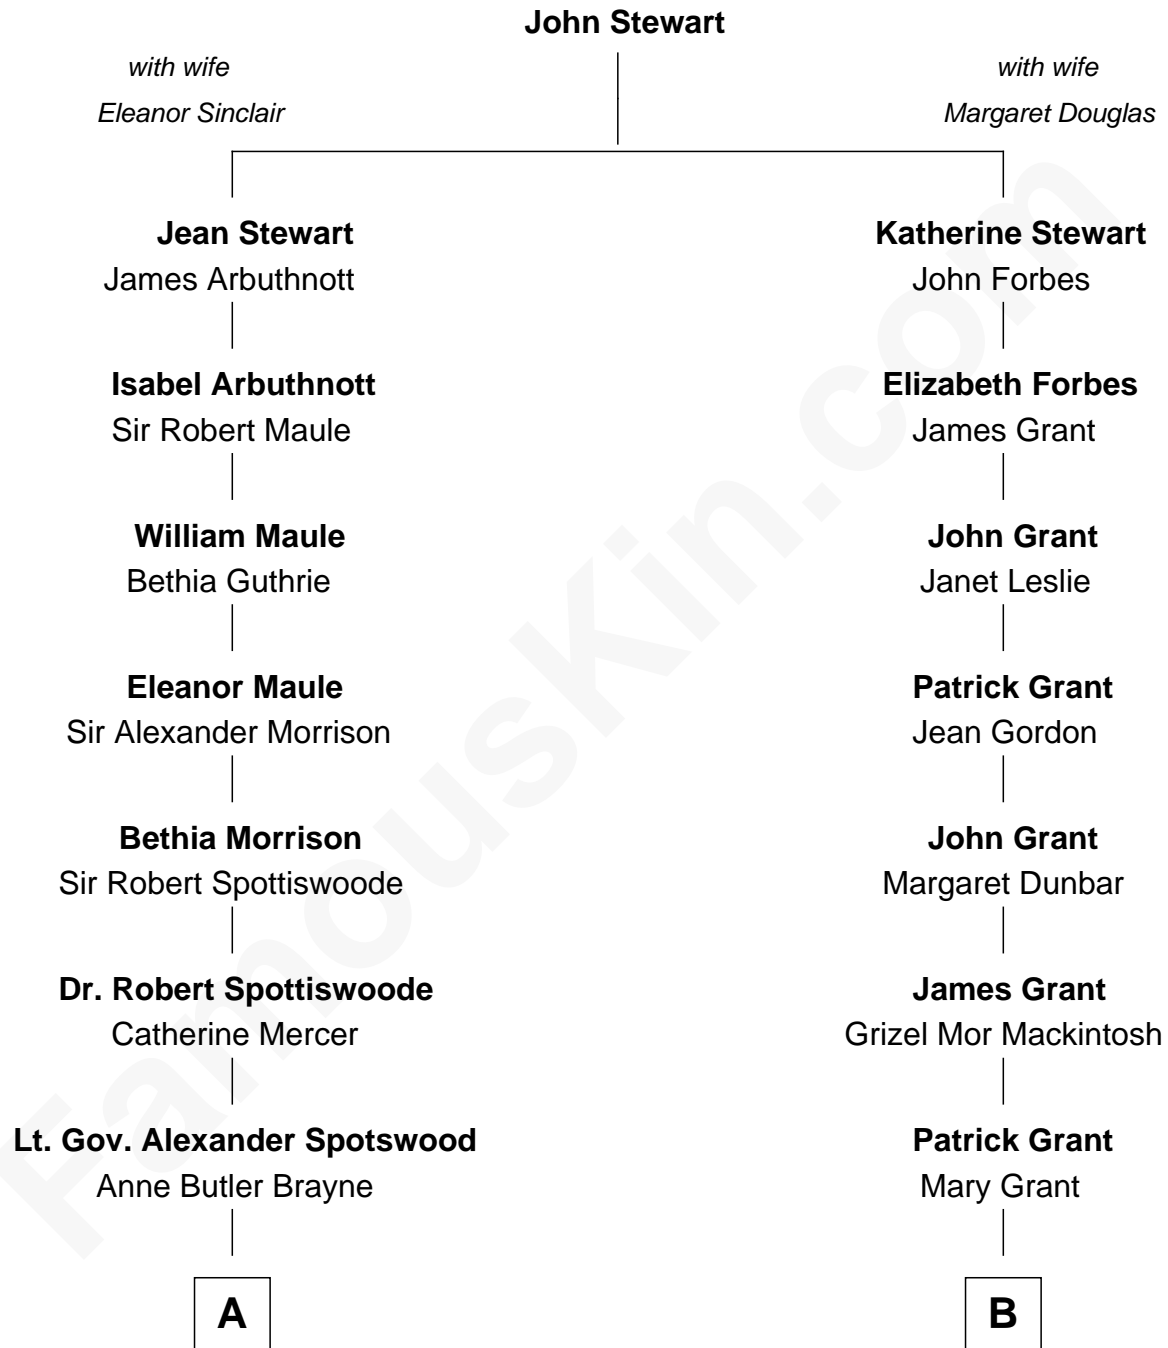 John Stewart
with wife
Eleanor Sinclair
with wife
Margaret Douglas
Jean Stewart
James Arbuthnott
Katherine Stewart
John Forbes
Isabel Arbuthnott
Sir Robert Maule
Elizabeth Forbes
James Grant
William Maule
Bethia Guthrie
John Grant
Janet Leslie
Eleanor Maule
Sir Alexander Morrison
Patrick Grant
Jean Gordon
Bethia Morrison
Sir Robert Spottiswoode
John Grant
Margaret Dunbar
Dr. Robert Spottiswoode
Catherine Mercer
James Grant
Grizel Mor Mackintosh
Lt. Gov. Alexander Spotswood
Anne Butler Brayne
Patrick Grant
Mary Grant
A
B
FamousKin.com